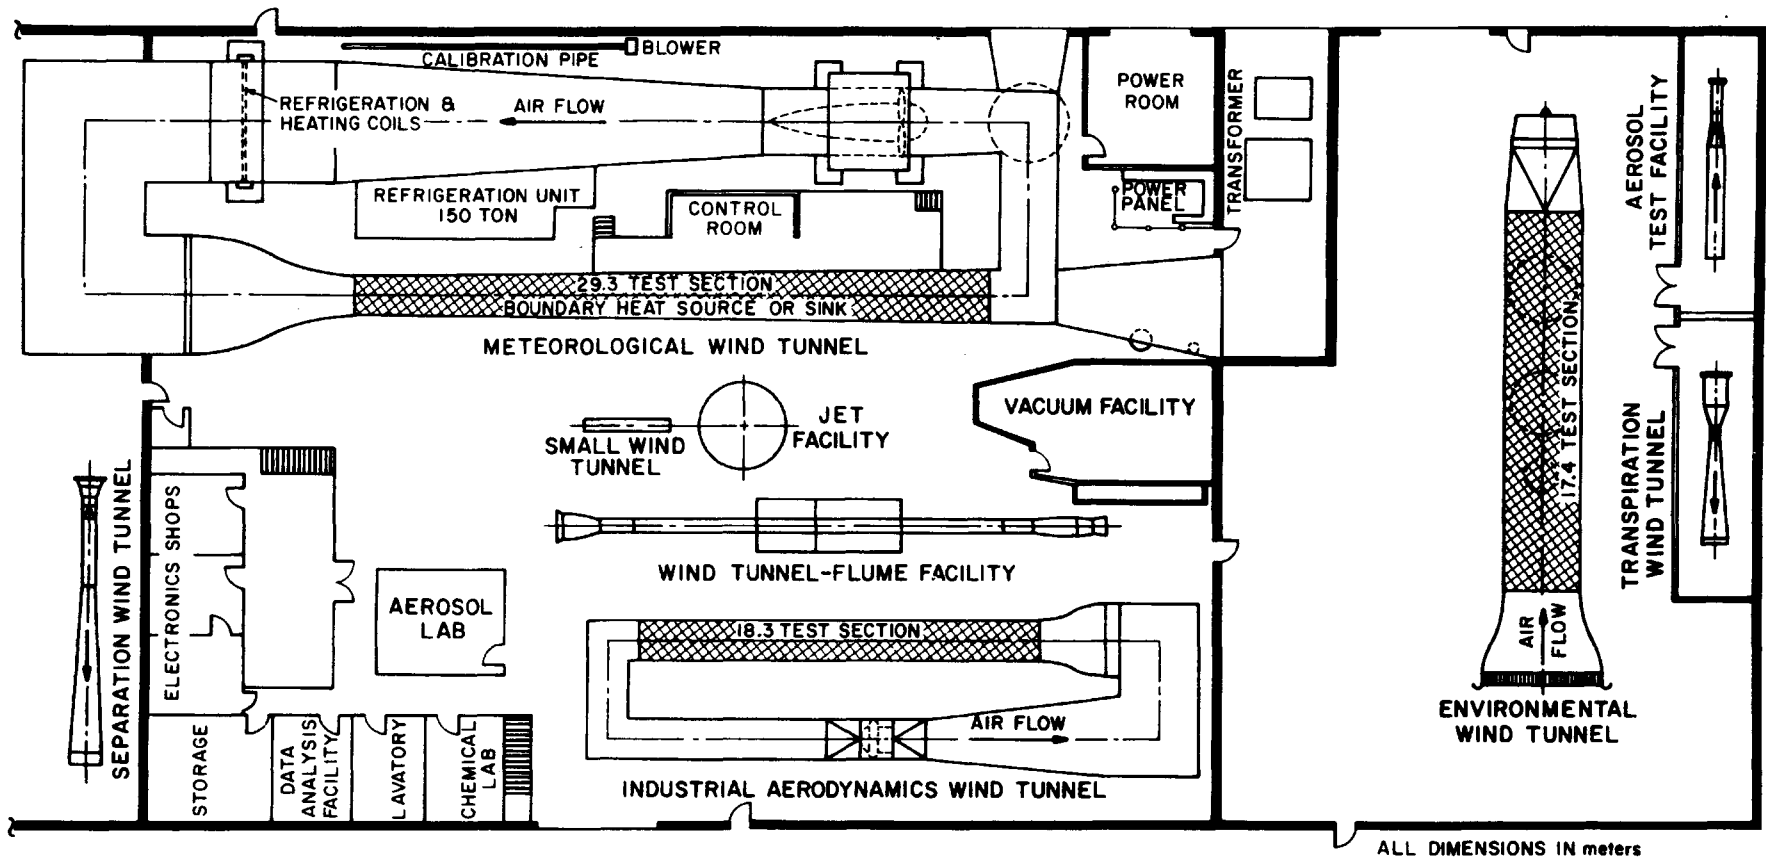 BLOWER
CALIBRATION PIPE
REFRIGERATION &
HEATING COILS
AIR FLOW
POWER
ROOM
TRANSFORMER
AEROSOL
TEST FACILITY
REFRIGERATION UNIT
150 TON
CONTROL
ROOM
POWER
PANEL
29.3 TEST SECTION
BOUNDARY HEAT SOURCE OR SINK
METEOROLOGICAL WIND TUNNEL
VACUUM FACILITY
JET
FACILITY
SMALL WIND
TUNNEL
17.4 TEST SECTION
TRANSPIRATION
WIND TUNNEL
SEPARATION WIND TUNNEL
ELECTRONICS SHOPS
WIND TUNNEL-FLUME FACILITY
AEROSOL
LAB
18.3 TEST SECTION
AIR
FLOW
ENVIRONMENTAL
WIND TUNNEL
AIR FLOW
STORAGE
DATA
ANALYSIS
FACILITY
LAVATORY
CHEMICAL
LAB
INDUSTRIAL AERODYNAMICS WIND TUNNEL
ALL DIMENSIONS IN meters